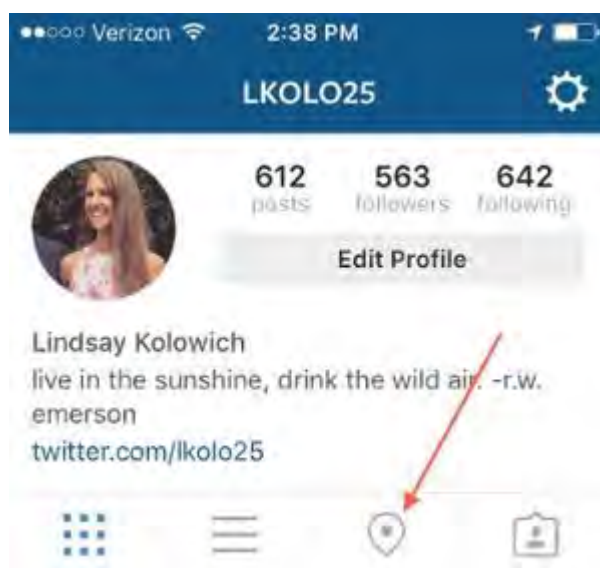 Verizon 2:38 PM
LKOLO25
612 563 642
posts followers following
Edit Profile
Lindsay Kolowich
live in the sunshine, drink the wild air. -r.w.
emerson
twitter.com/lkolo25